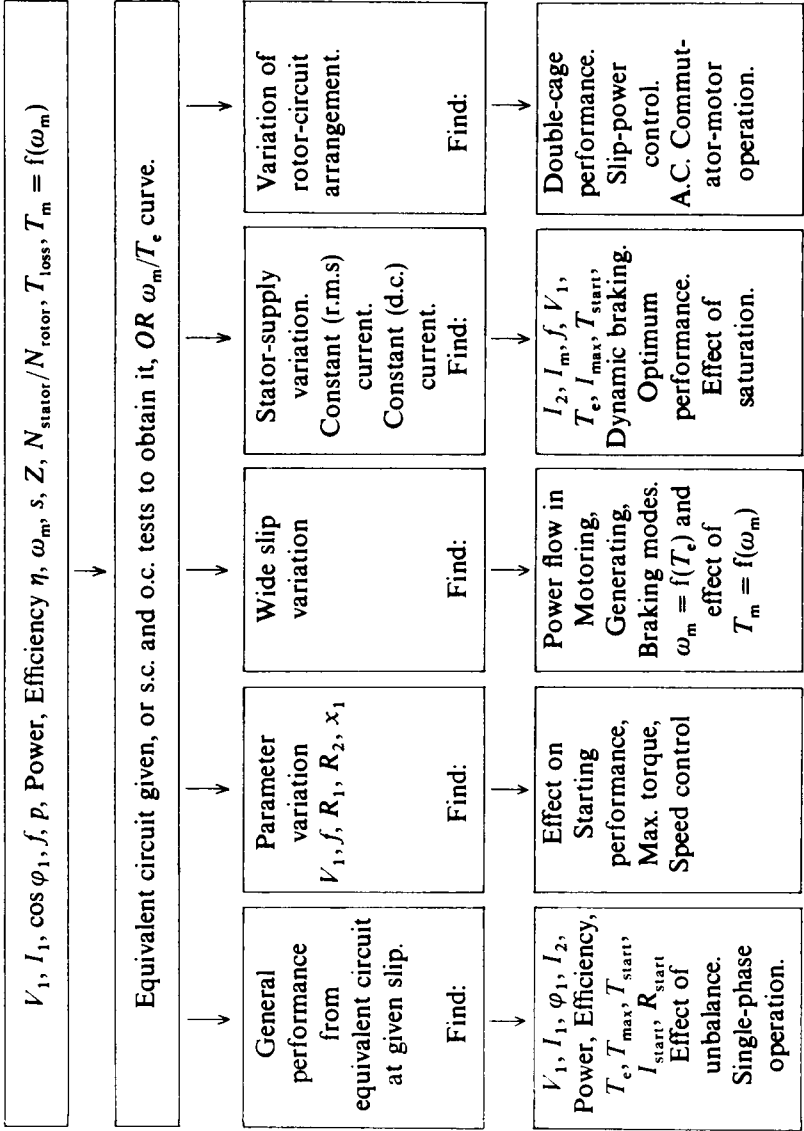 V₁, I₁, cos φ₁, f, p, Power, Efficiency η, ωₘ, s, Z, N_stator/N_rotor, T_loss, Tₘ = f(ωₘ)
Equivalent circuit given, or s.c. and o.c. tests to obtain it, OR ωₘ/Tₑ curve.
General
performance
from
equivalent circuit
at given slip.
Find:
V₁, I₁, φ₁, I₂,
Power, Efficiency,
Tₑ, T_max, T_start,
I_start, R_start
Effect of
unbalance.
Single-phase
operation.
Parameter
variation
V₁, f, R₁, R₂, x₁
Find:
Effect on
Starting
performance,
Max. torque,
Speed control
Wide slip
variation
Find:
Power flow in
Motoring,
Generating,
Braking modes.
ωₘ = f(Tₑ) and
effect of
Tₘ = f(ωₘ)
Stator-supply
variation.
Constant (r.m.s)
current.
Constant (d.c.)
current.
Find:
I₂, Iₘ, f, V₁,
Tₑ, I_max, T_start,
Dynamic braking.
Optimum
performance.
Effect of
saturation.
Variation of
rotor-circuit
arrangement.
Find:
Double-cage
performance.
Slip-power
control.
A.C. Commut-
ator-motor
operation.